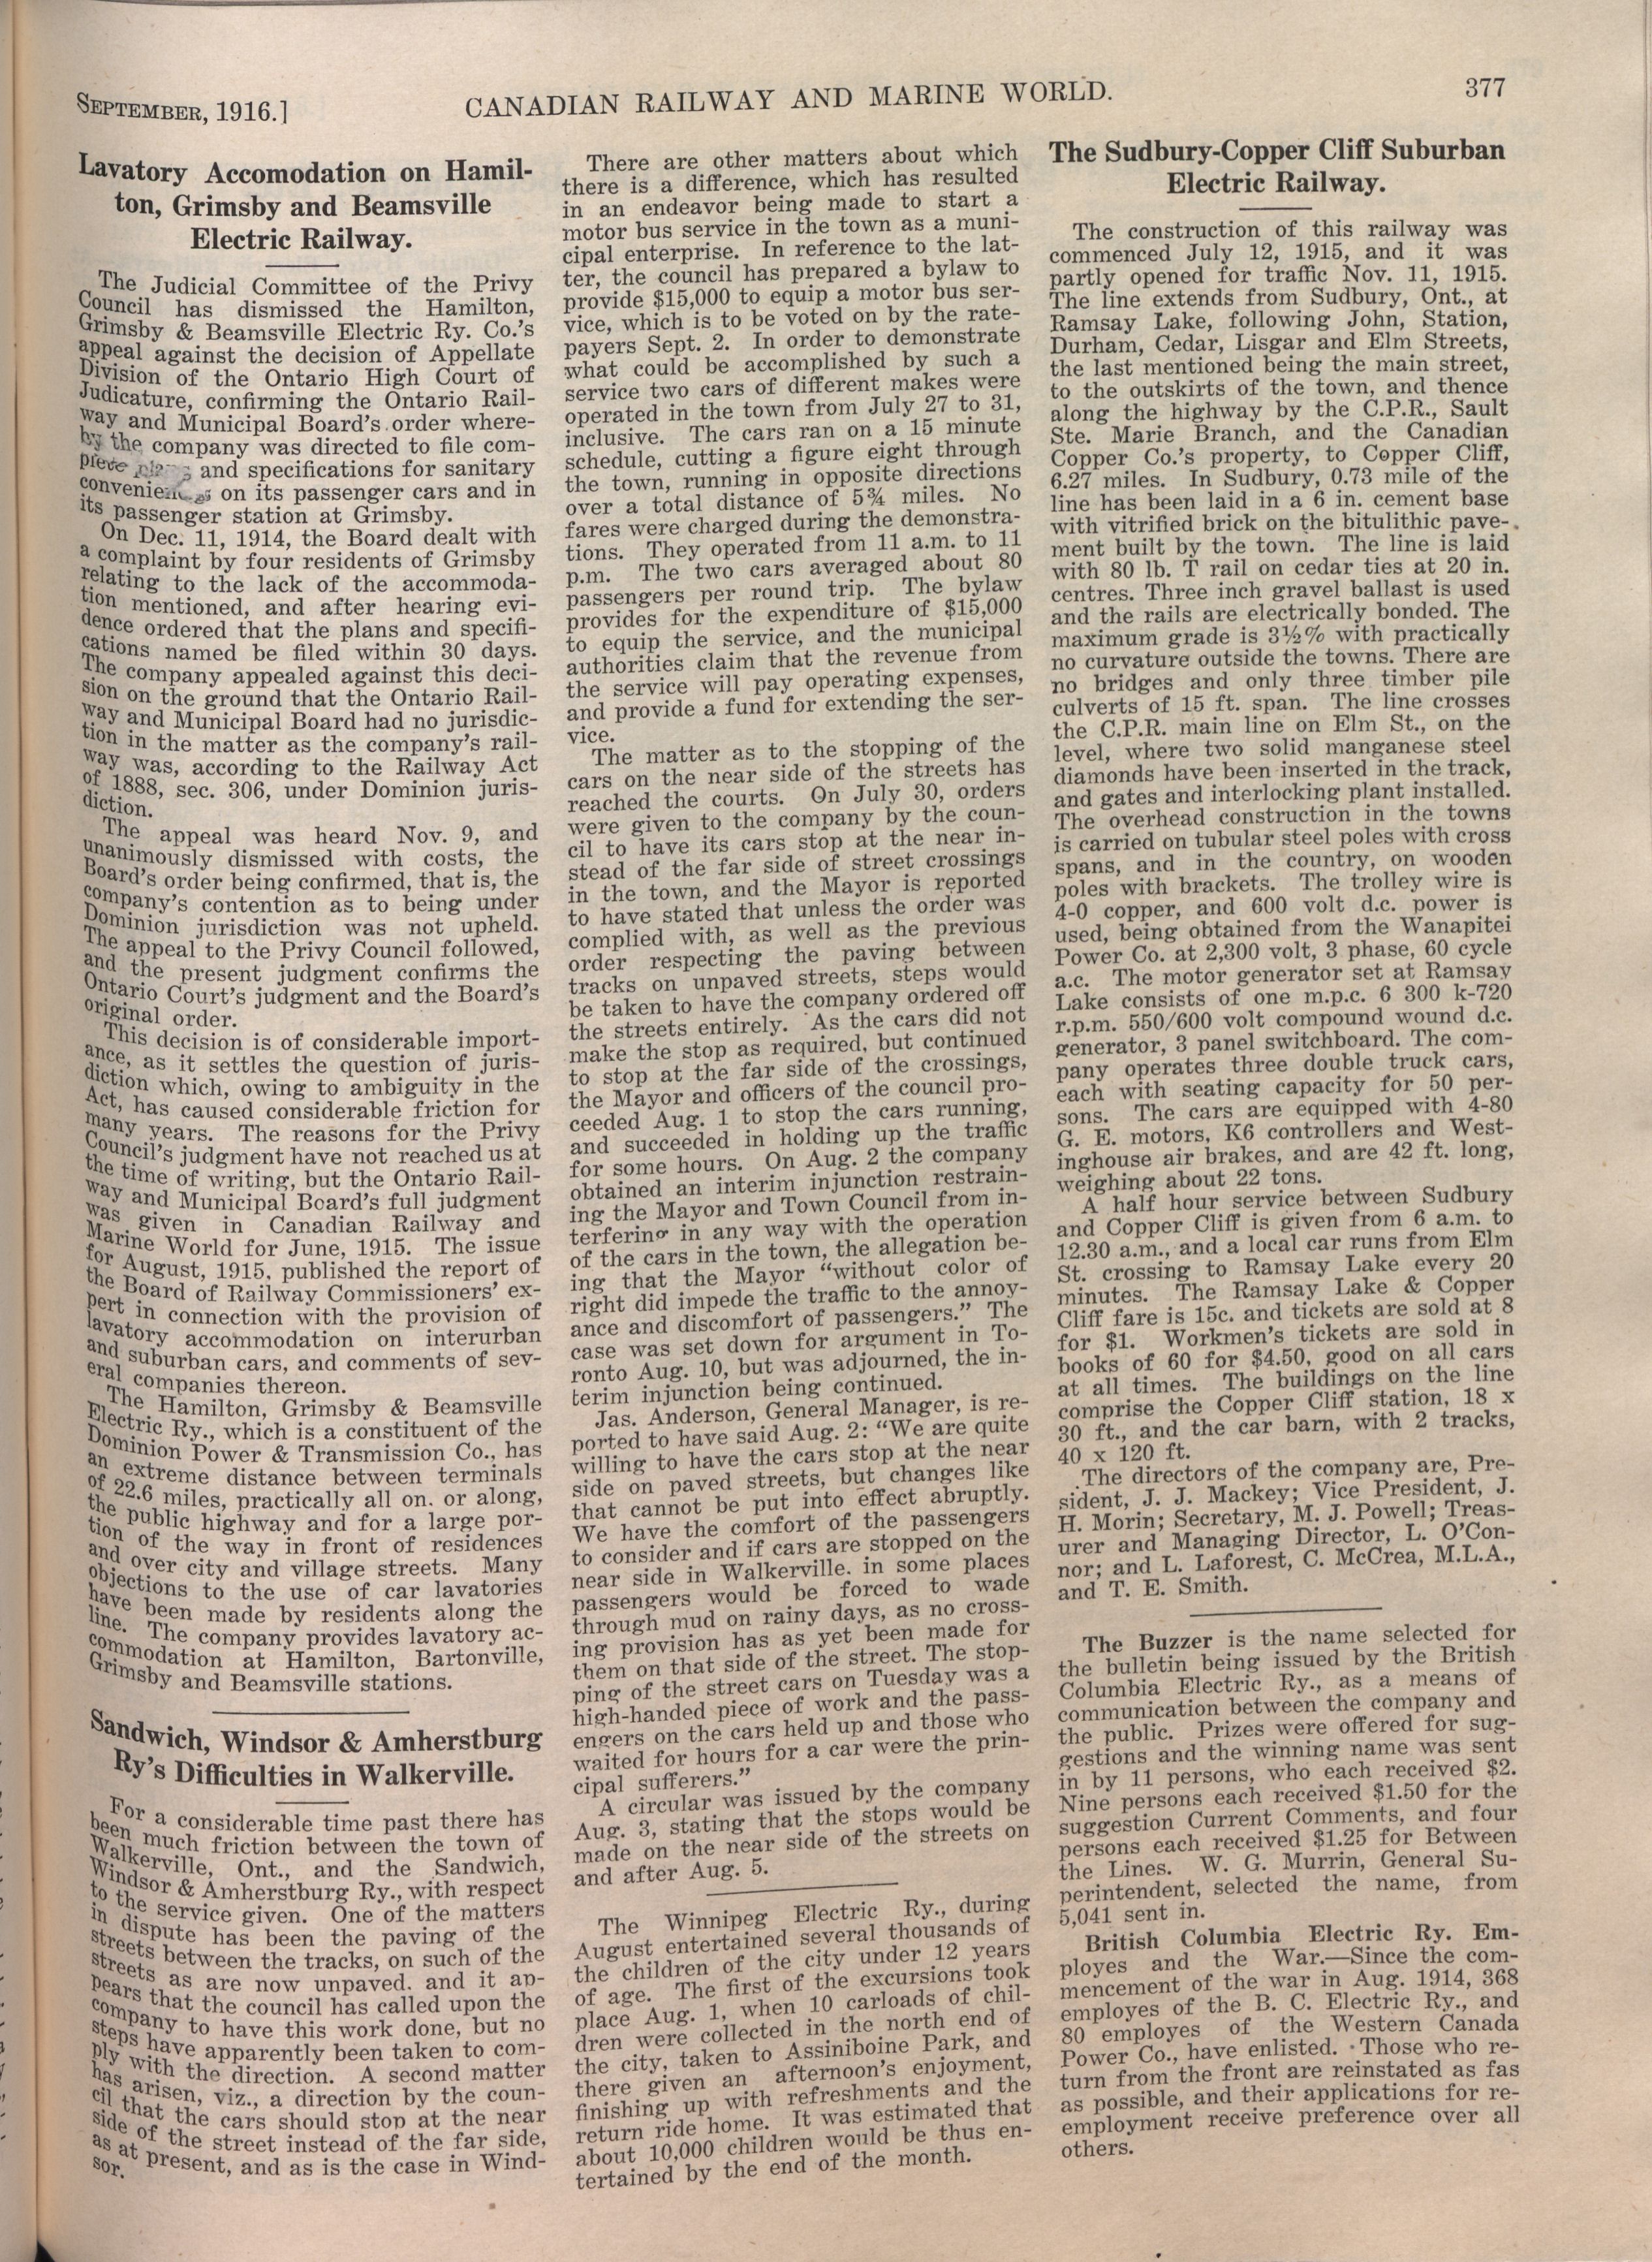 SEPTEMBER, 1916.]
CANADIAN RAILWAY AND MARINE WORLD.
377
Lavatory Accomodation on Hamil-
ton, Grimsby and Beamsville
Electric Railway.
The Judicial Committee of the Privy
Council has dismissed the Hamilton,
Grimsby & Beamsville Electric Ry. Co.'s
appeal against the decision of Appellate
Division of the Ontario High Court of
Judicature, confirming the Ontario Rail-
way and Municipal Board's order where-
by the company was directed to file com-
plete plans and specifications for sanitary
conveniences on its passenger cars and in
its passenger station at Grimsby.
On Dec. 11, 1914, the Board dealt with
a complaint by four residents of Grimsby
relating to the lack of the accommoda-
tion mentioned, and after hearing evi-
dence ordered that the plans and specifi-
cations named be filed within 30 days.
The company appealed against this deci-
sion on the ground that the Ontario Rail-
way and Municipal Board had no jurisdic-
tion in the matter as the company's rail-
way was, according to the Railway Act
of 1888, sec. 306, under Dominion juris-
diction.
The appeal was heard Nov. 9, and
unanimously dismissed with costs, the
Board's order being confirmed, that is, the
company's contention as to being under
Dominion jurisdiction was not upheld.
The appeal to the Privy Council followed,
and the present judgment confirms the
Ontario Court's judgment and the Board's
original order.
This decision is of considerable import-
ance, as it settles the question of juris-
diction which, owing to ambiguity in the
Act, has caused considerable friction for
many years. The reasons for the Privy
Council's judgment have not reached us at
the time of writing, but the Ontario Rail-
way and Municipal Board's full judgment
was given in Canadian Railway and
Marine World for June, 1915. The issue
for August, 1915, published the report of
the Board of Railway Commissioners' ex-
pert in connection with the provision of
lavatory accommodation on interurban
and suburban cars, and comments of sev-
eral companies thereon.
The Hamilton, Grimsby & Beamsville
Electric Ry., which is a constituent of the
Dominion Power & Transmission Co., has
an extreme distance between terminals
of 22.6 miles, practically all on. or along,
the public highway and for a large por-
tion of the way in front of residences
and over city and village streets. Many
objections to the use of car lavatories
have been made by residents along the
line. The company provides lavatory ac-
commodation at Hamilton, Bartonville,
Grimsby and Beamsville stations.
Sandwich, Windsor & Amherstburg
Ry's Difficulties in Walkerville.
For a considerable time past there has
been much friction between the town of
Walkerville, Ont., and the Sandwich,
Windsor & Amherstburg Ry., with respect
to the service given. One of the matters
in dispute has been the paving of the
streets between the tracks, on such of the
streets as are now unpaved. and it ap-
pears that the council has called upon the
company to have this work done, but no
steps have apparently been taken to com-
ply with the direction. A second matter
has arisen, viz., a direction by the coun-
cil that the cars should stop at the near
side of the street instead of the far side,
as at present, and as is the case in Wind-
sor.
There are other matters about which
there is a difference, which has resulted
in an endeavor being made to start a
motor bus service in the town as a muni-
cipal enterprise. In reference to the lat-
ter, the council has prepared a bylaw to
provide $15,000 to equip a motor bus ser-
vice, which is to be voted on by the rate-
payers Sept. 2. In order to demonstrate
what could be accomplished by such a
service two cars of different makes were
operated in the town from July 27 to 31,
inclusive. The cars ran on a 15 minute
schedule, cutting a figure eight through
the town, running in opposite directions
over a total distance of 5¾ miles. No
fares were charged during the demonstra-
tions. They operated from 11 a.m. to 11
p.m. The two cars averaged about 80
passengers per round trip. The bylaw
provides for the expenditure of $15,000
to equip the service, and the municipal
authorities claim that the revenue from
the service will pay operating expenses,
and provide a fund for extending the ser-
vice.
The matter as to the stopping of the
cars on the near side of the streets has
reached the courts. On July 30, orders
were given to the company by the coun-
cil to have its cars stop at the near in-
stead of the far side of street crossings
in the town, and the Mayor is reported
to have stated that unless the order was
complied with, as well as the previous
order respecting the paving between
tracks on unpaved streets, steps would
be taken to have the company ordered off
the streets entirely. As the cars did not
make the stop as required, but continued
to stop at the far side of the crossings,
the Mayor and officers of the council pro-
ceeded Aug. 1 to stop the cars running,
and succeeded in holding up the traffic
for some hours. On Aug. 2 the company
obtained an interim injunction restrain-
ing the Mayor and Town Council from in-
terfering in any way with the operation
of the cars in the town, the allegation be-
ing that the Mayor "without color of
right did impede the traffic to the annoy-
ance and discomfort of passengers." The
case was set down for argument in To-
ronto Aug. 10, but was adjourned, the in-
terim injunction being continued.
Jas. Anderson, General Manager, is re-
ported to have said Aug. 2: "We are quite
willing to have the cars stop at the near
side on paved streets, but changes like
that cannot be put into effect abruptly.
We have the comfort of the passengers
to consider and if cars are stopped on the
near side in Walkerville. in some places
passengers would be forced to wade
through mud on rainy days, as no cross-
ing provision has as yet been made for
them on that side of the street. The stop-
ping of the street cars on Tuesday was a
high-handed piece of work and the pass-
engers on the cars held up and those who
waited for hours for a car were the prin-
cipal sufferers."
A circular was issued by the company
Aug. 3, stating that the stops would be
made on the near side of the streets on
and after Aug. 5.
The Winnipeg Electric Ry., during
August entertained several thousands of
the children of the city under 12 years
of age. The first of the excursions took
place Aug. 1, when 10 carloads of chil-
dren were collected in the north end of
the city, taken to Assiniboine Park, and
there given an afternoon's enjoyment,
finishing up with refreshments and the
return ride home. It was estimated that
about 10,000 children would be thus en-
tertained by the end of the month.
The Sudbury-Copper Cliff Suburban
Electric Railway.
The construction of this railway was
commenced July 12, 1915, and it was
partly opened for traffic Nov. 11, 1915.
The line extends from Sudbury, Ont., at
Ramsay Lake, following John, Station,
Durham, Cedar, Lisgar and Elm Streets,
the last mentioned being the main street,
to the outskirts of the town, and thence
along the highway by the C.P.R., Sault
Ste. Marie Branch, and the Canadian
Copper Co.'s property, to Copper Cliff,
6.27 miles. In Sudbury, 0.73 mile of the
line has been laid in a 6 in. cement base
with vitrified brick on the bitulithic pave-
ment built by the town. The line is laid
with 80 lb. T rail on cedar ties at 20 in.
centres. Three inch gravel ballast is used
and the rails are electrically bonded. The
maximum grade is 3½% with practically
no curvature outside the towns. There are
no bridges and only three timber pile
culverts of 15 ft. span. The line crosses
the C.P.R. main line on Elm St., on the
level, where two solid manganese steel
diamonds have been inserted in the track,
and gates and interlocking plant installed.
The overhead construction in the towns
is carried on tubular steel poles with cross
spans, and in the country, on wooden
poles with brackets. The trolley wire is
4-0 copper, and 600 volt d.c. power is
used, being obtained from the Wanapitei
Power Co. at 2,300 volt, 3 phase, 60 cycle
a.c. The motor generator set at Ramsay
Lake consists of one m.p.c. 6 300 k-720
r.p.m. 550/600 volt compound wound d.c.
generator, 3 panel switchboard. The com-
pany operates three double truck cars,
each with seating capacity for 50 per-
sons. The cars are equipped with 4-80
G. E. motors, K6 controllers and West-
inghouse air brakes, and are 42 ft. long,
weighing about 22 tons.
A half hour service between Sudbury
and Copper Cliff is given from 6 a.m. to
12.30 a.m., and a local car runs from Elm
St. crossing to Ramsay Lake every 20
minutes. The Ramsay Lake & Copper
Cliff fare is 15c. and tickets are sold at 8
for $1. Workmen's tickets are sold in
books of 60 for $4.50, good on all cars
at all times. The buildings on the line
comprise the Copper Cliff station, 18 x
30 ft., and the car barn, with 2 tracks,
40 x 120 ft.
The directors of the company are, Pre-
sident, J. J. Mackey; Vice President, J.
H. Morin; Secretary, M. J. Powell; Treas-
urer and Managing Director, L. O'Con-
nor; and L. Laforest, C. McCrea, M.L.A.,
and T. E. Smith.
The Buzzer is the name selected for
the bulletin being issued by the British
Columbia Electric Ry., as a means of
communication between the company and
the public. Prizes were offered for sug-
gestions and the winning name was sent
in by 11 persons, who each received $2.
Nine persons each received $1.50 for the
suggestion Current Comments, and four
persons each received $1.25 for Between
the Lines. W. G. Murrin, General Su-
perintendent, selected the name, from
5,041 sent in.
British Columbia Electric Ry. Em-
ployes and the War.—Since the com-
mencement of the war in Aug. 1914, 368
employes of the B. C. Electric Ry., and
80 employes of the Western Canada
Power Co., have enlisted. Those who re-
turn from the front are reinstated as fas
as possible, and their applications for re-
employment receive preference over all
others.